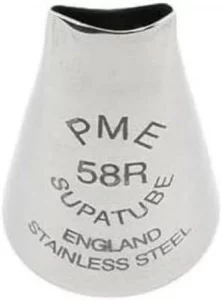 PME
58R
SUPATUBE
ENGLAND
STAINLESS STEEL